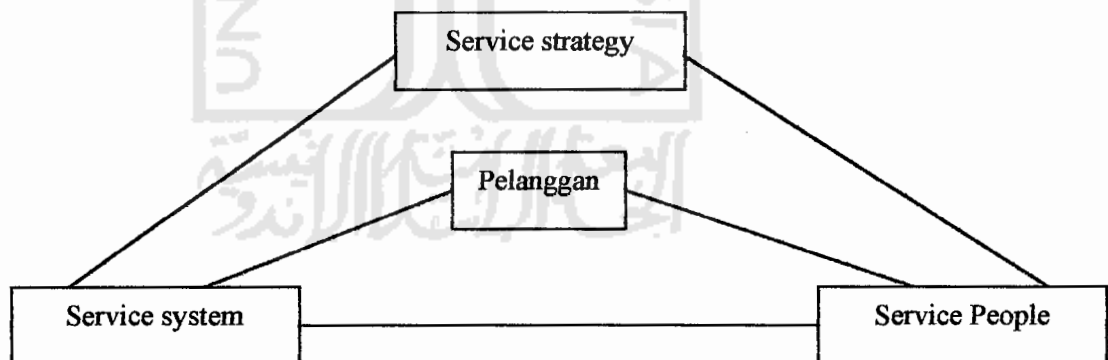 Service strategy
Pelanggan
Service system
Service People